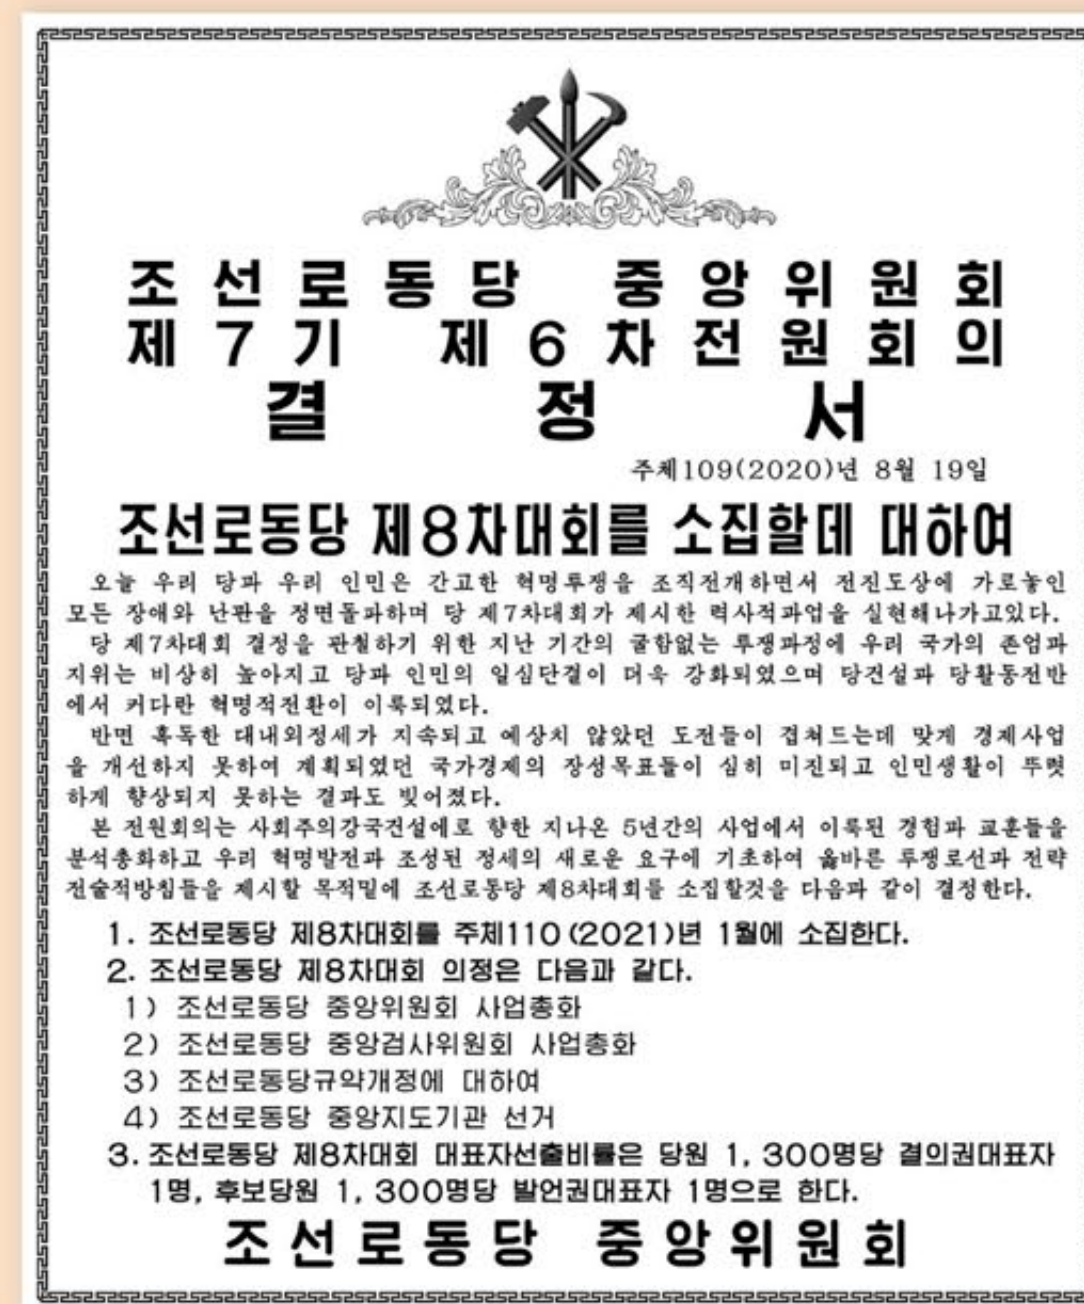 조선로동당 중앙위원회
제7기 제6차전원회의
결정서
주체109(2020)년 8월 19일
조선로동당 제8차대회를 소집할데 대하여
오늘 우리 당과 우리 인민은 간고한 혁명투쟁을 조직전개하면서 전진도상에 가로놓인
모든 장애와 난관을 정면돌파하며 당 제7차대회가 제시한 력사적과업을 실현해나가고있다.
당 제7차대회 결정을 관철하기 위한 지난 기간의 굴함없는 투쟁과정에 우리 국가의 존엄과
지위는 비상히 높아지고 당과 인민의 일심단결이 더욱 강화되였으며 당건설과 당활동전반
에서 커다란 혁명적전환이 이룩되였다.
반면 혹독한 대내외정세가 지속되고 예상치 않았던 도전들이 겹쳐드는데 맞게 경제사업
을 개선하지 못하여 계획되였던 국가경제의 장성목표들이 심히 미진되고 인민생활이 뚜렷
하게 향상되지 못하는 결과도 빚어졌다.
본 전원회의는 사회주의강국건설에로 향한 지나온 5년간의 사업에서 이룩된 경험과 교훈들을
분석총화하고 우리 혁명발전과 조성된 정세의 새로운 요구에 기초하여 옳바른 투쟁로선과 전략
전술적방침들을 제시할 목적밑에 조선로동당 제8차대회를 소집할것을 다음과 같이 결정한다.
1. 조선로동당 제8차대회를 주체110(2021)년 1월에 소집한다.
2. 조선로동당 제8차대회 의정은 다음과 같다.
1) 조선로동당 중앙위원회 사업총화
2) 조선로동당 중앙검사위원회 사업총화
3) 조선로동당규약개정에 대하여
4) 조선로동당 중앙지도기관 선거
3. 조선로동당 제8차대회 대표자선출비률은 당원 1, 300명당 결의권대표자
1명, 후보당원 1, 300명당 발언권대표자 1명으로 한다.
조선로동당 중앙위원회